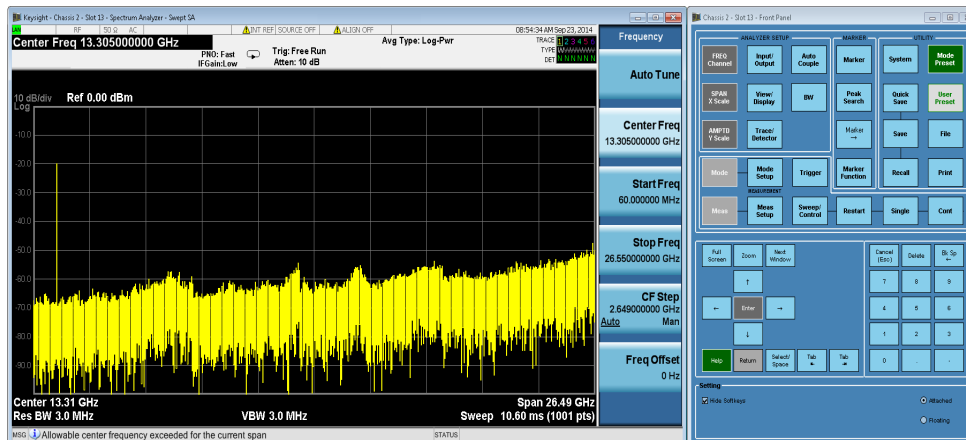 Keysight - Chassis 2 - Slot 13 - Spectrum Analyzer - Swept SA
LXI RF 50 Ω AC INT REF SOURCE OFF ALIGN OFF 08:54:34 AM Sep 23, 2014
Center Freq 13.305000000 GHz
Avg Type: Log-Pwr
TRACE 1 2 3 4 5 6
TYPE
DET N N N N N N
PNO: Fast
IFGain:Low
Trig: Free Run
Atten: 10 dB
10 dB/div Ref 0.00 dBm
Log
-10.0
-20.0
-30.0
-40.0
-50.0
-60.0
-70.0
-80.0
-90.0
Center 13.31 GHz Span 26.49 GHz
Res BW 3.0 MHz VBW 3.0 MHz Sweep 10.60 ms (1001 pts)
MSG Allowable center frequency exceeded for the current span STATUS
Frequency
Auto Tune
Center Freq
13.305000000 GHz
Start Freq
60.000000 MHz
Stop Freq
26.550000000 GHz
CF Step
2.649000000 GHz
Auto Man
Freq Offset
0 Hz
Chassis 2 - Slot 13 - Front Panel
ANALYZER SETUP MARKER UTILITY
FREQ Channel
Input/ Output
Auto Couple
Marker
System
Mode Preset
SPAN X Scale
View/ Display
BW
Peak Search
Quick Save
User Preset
AMPTD Y Scale
Trace/ Detector
Marker →
Save
File
Mode
Mode Setup
Trigger
Marker Function
Recall
Print
MEASUREMENT
Meas
Meas Setup
Sweep/ Control
Restart
Single
Cont
Full Screen
Zoom
Next Window
Cancel (Esc)
Delete
Bk Sp ←
↑
7 8 9
← Enter →
4 5 6
↓
1 2 3
Help
Return
Select/ Space
Tab
Tab
0 .
Setting
Hide Softkeys
Attached
Floating